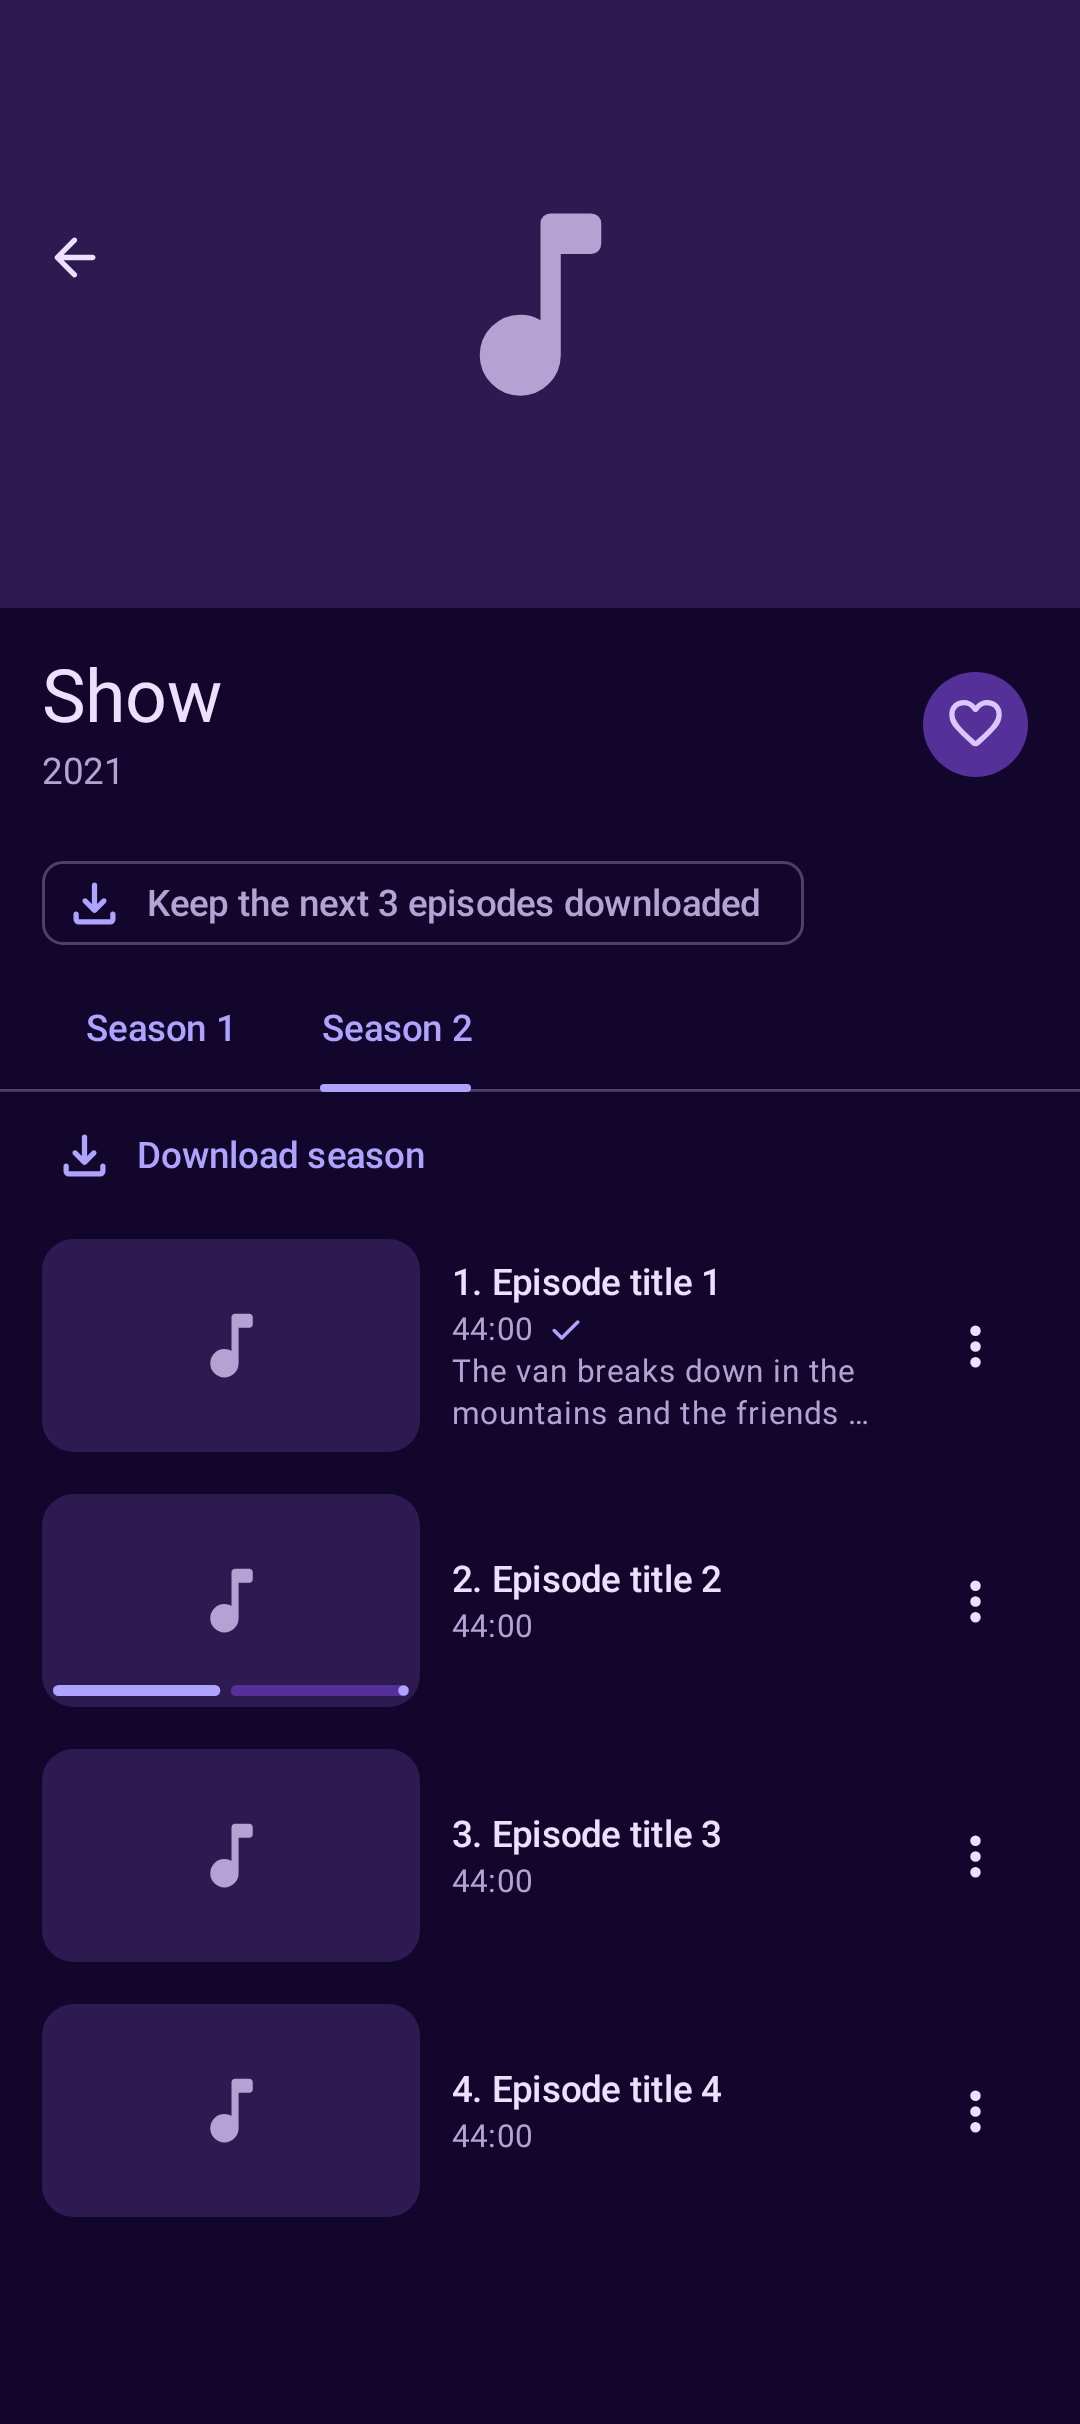 Show
2021
Keep the next 3 episodes downloaded
Season 1
Season 2
Download season
1. Episode title 1
44:00
The van breaks down in the
mountains and the friends …
2. Episode title 2
44:00
3. Episode title 3
44:00
4. Episode title 4
44:00